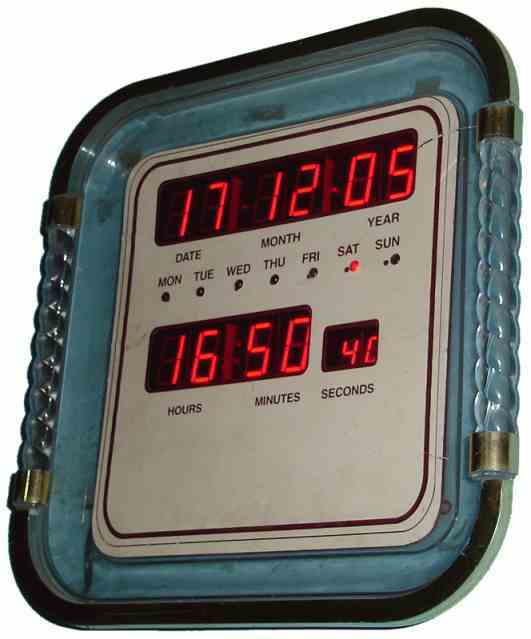 17 12 05
DATE MONTH YEAR
MON TUE WED THU FRI SAT SUN
16 50 40
HOURS MINUTES SECONDS